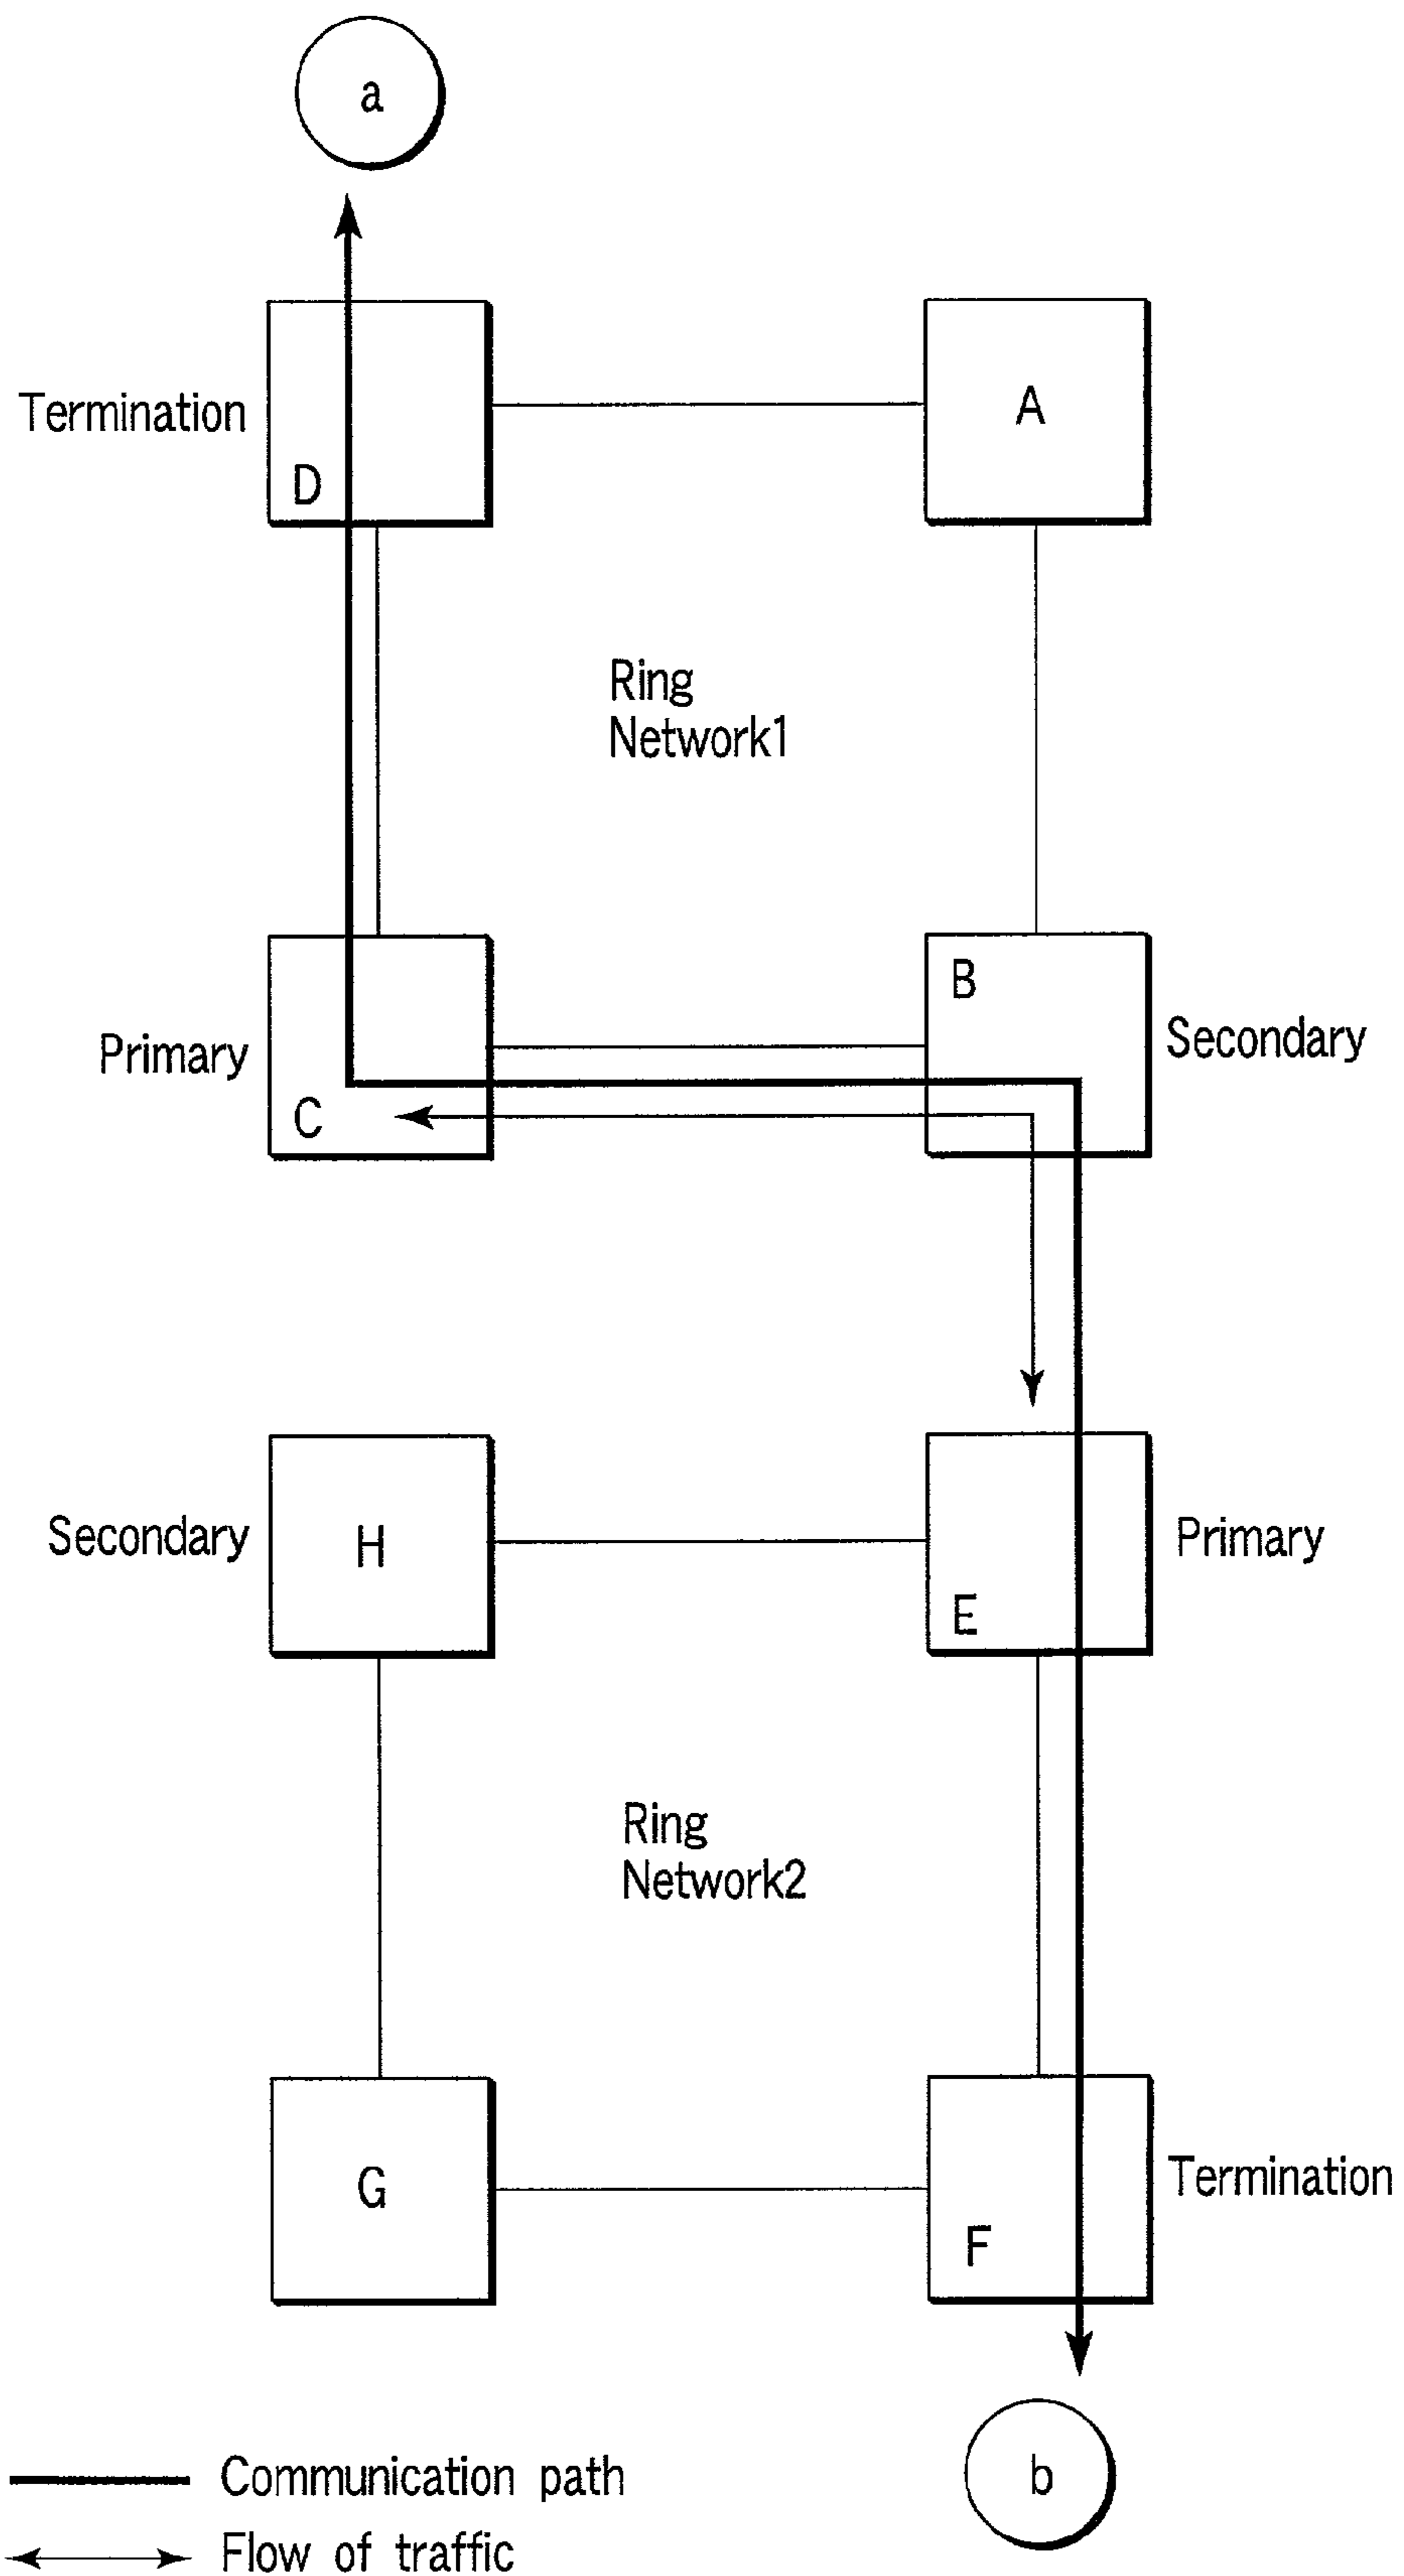 a
Termination
D
A
Ring
Network1
B
Primary
Secondary
C
Secondary
H
Primary
E
Ring
Network2
G
Termination
F
Communication path
b
Flow of traffic